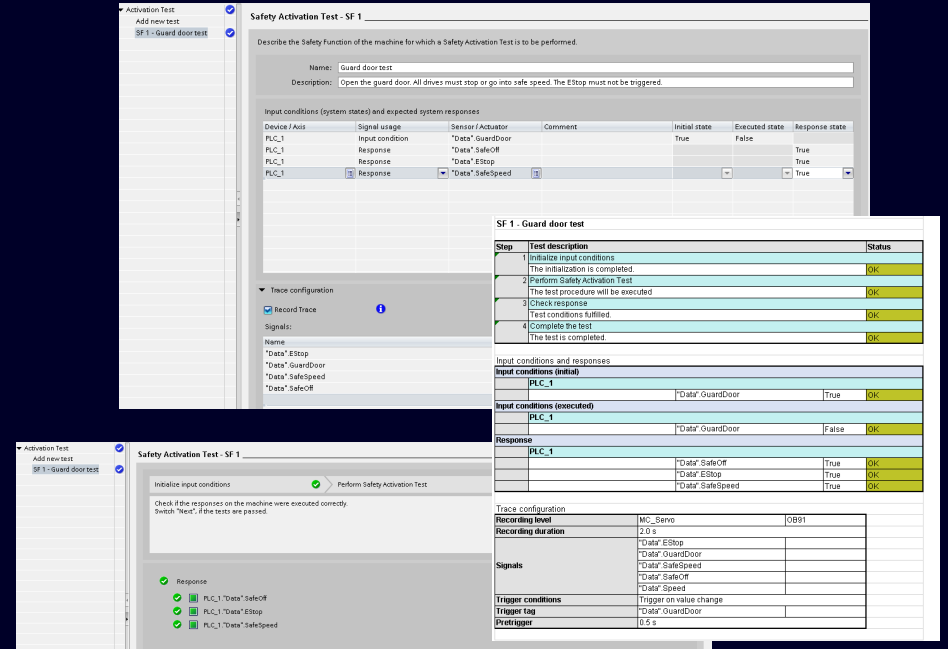 Activation Test
Add new test
SF 1 - Guard door test
Safety Activation Test - SF 1
Describe the Safety Function of the machine for which a Safety Activation Test is to be performed.
Name: Guard door test
Description: Open the guard door. All drives must stop or go into safe speed. The EStop must not be triggered.
Input conditions (system states) and expected system responses
Device / Axis Signal usage Sensor / Actuator Comment Initial state Executed state Response state
PLC_1 Input condition "Data".GuardDoor True False
PLC_1 Response "Data".SafeOff True
PLC_1 Response "Data".EStop True
PLC_1 Response "Data".SafeSpeed True
Trace configuration
Record Trace
Signals:
Name
"Data".EStop
"Data".GuardDoor
"Data".SafeSpeed
"Data".SafeOff
SF 1 - Guard door test
Step Test description Status
1 Initialize input conditions
The initialization is completed. OK
2 Perform Safety Activation Test
The test procedure will be executed OK
3 Check response
Test conditions fulfilled. OK
4 Complete the test
The test is completed. OK
Input conditions and responses
Input conditions (initial)
PLC_1
"Data".GuardDoor True OK
Input conditions (executed)
PLC_1
"Data".GuardDoor False OK
Response
PLC_1
"Data".SafeOff True OK
"Data".EStop True OK
"Data".SafeSpeed True OK
Trace configuration
Recording level MC_Servo OB91
Recording duration 2.0 s
Signals
"Data".EStop
"Data".GuardDoor
"Data".SafeSpeed
"Data".SafeOff
"Data".Speed
Trigger conditions Trigger on value change
Trigger tag "Data".GuardDoor
Pretrigger 0.5 s
Activation Test
Add new test
SF 1 - Guard door test
Safety Activation Test - SF 1
Initialize input conditions Perform Safety Activation Test
Check if the responses on the machine were executed correctly.
Switch "Next", if the tests are passed.
Response
PLC_1."Data".SafeOff
PLC_1."Data".EStop
PLC_1."Data".SafeSpeed